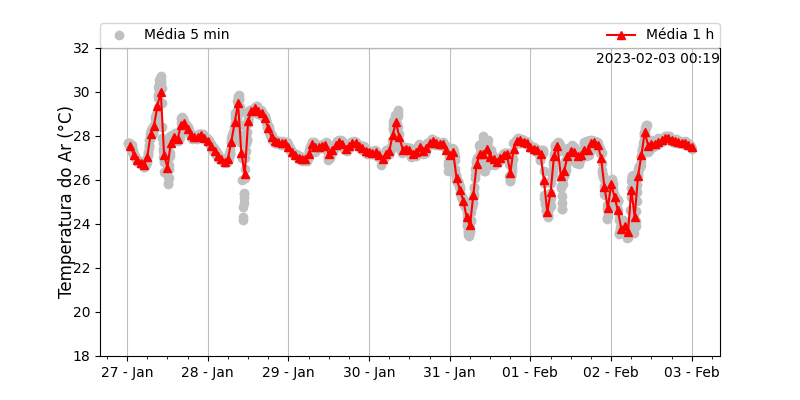 Média 5 min
Média 1 h
2023-02-03 00:19
Temperatura do Ar (°C)
32
30
28
26
24
22
20
18
27 - Jan
28 - Jan
29 - Jan
30 - Jan
31 - Jan
01 - Feb
02 - Feb
03 - Feb